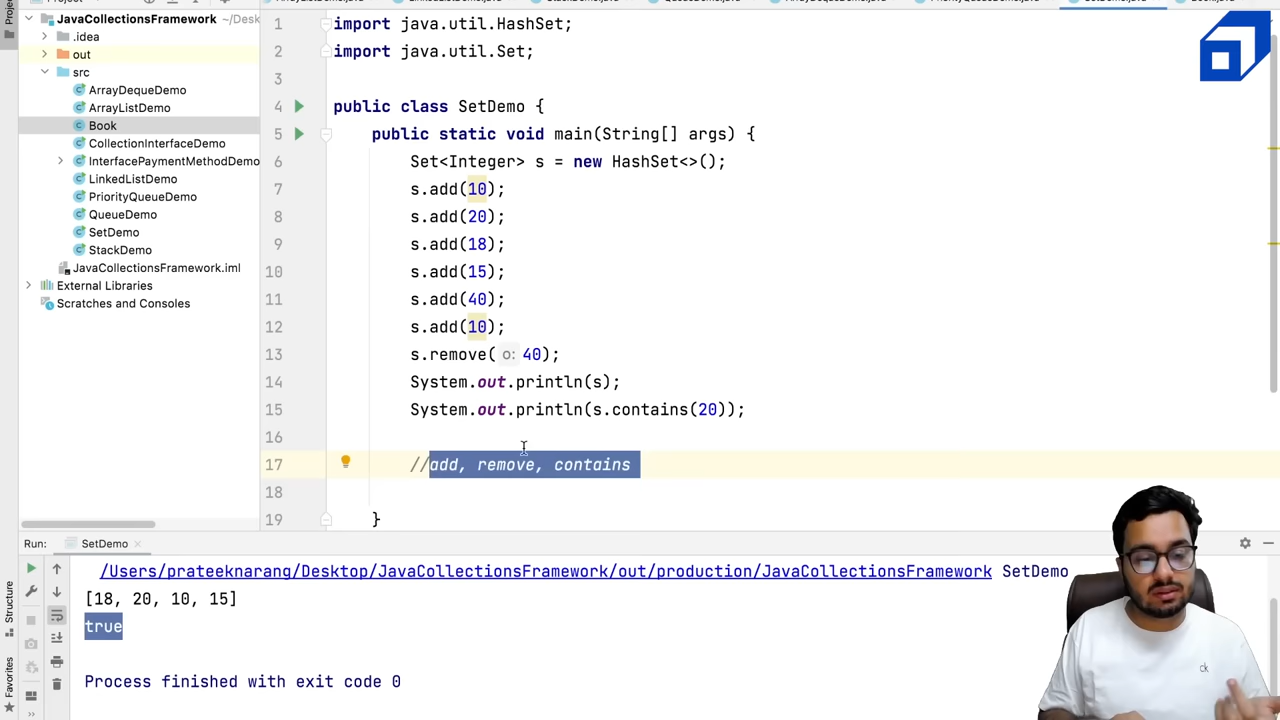 JavaCollectionsFramework ~/Desk
.idea
out
src
ArrayDequeDemo
ArrayListDemo
Book
CollectionInterfaceDemo
InterfacePaymentMethodDemo
LinkedListDemo
PriorityQueueDemo
QueueDemo
SetDemo
StackDemo
JavaCollectionsFramework.iml
External Libraries
Scratches and Consoles
1 import java.util.HashSet;
2 import java.util.Set;
3
4 public class SetDemo {
5 public static void main(String[] args) {
6 Set<Integer> s = new HashSet<>();
7 s.add(10);
8 s.add(20);
9 s.add(18);
10 s.add(15);
11 s.add(40);
12 s.add(10);
13 s.remove( o: 40);
14 System.out.println(s);
15 System.out.println(s.contains(20));
16
17 //add, remove, contains
18
19 }
Run: SetDemo
/Users/prateeknarang/Desktop/JavaCollectionsFramework/out/production/JavaCollectionsFramework SetDemo
[18, 20, 10, 15]
true
Process finished with exit code 0
Structure
Favorites
ck